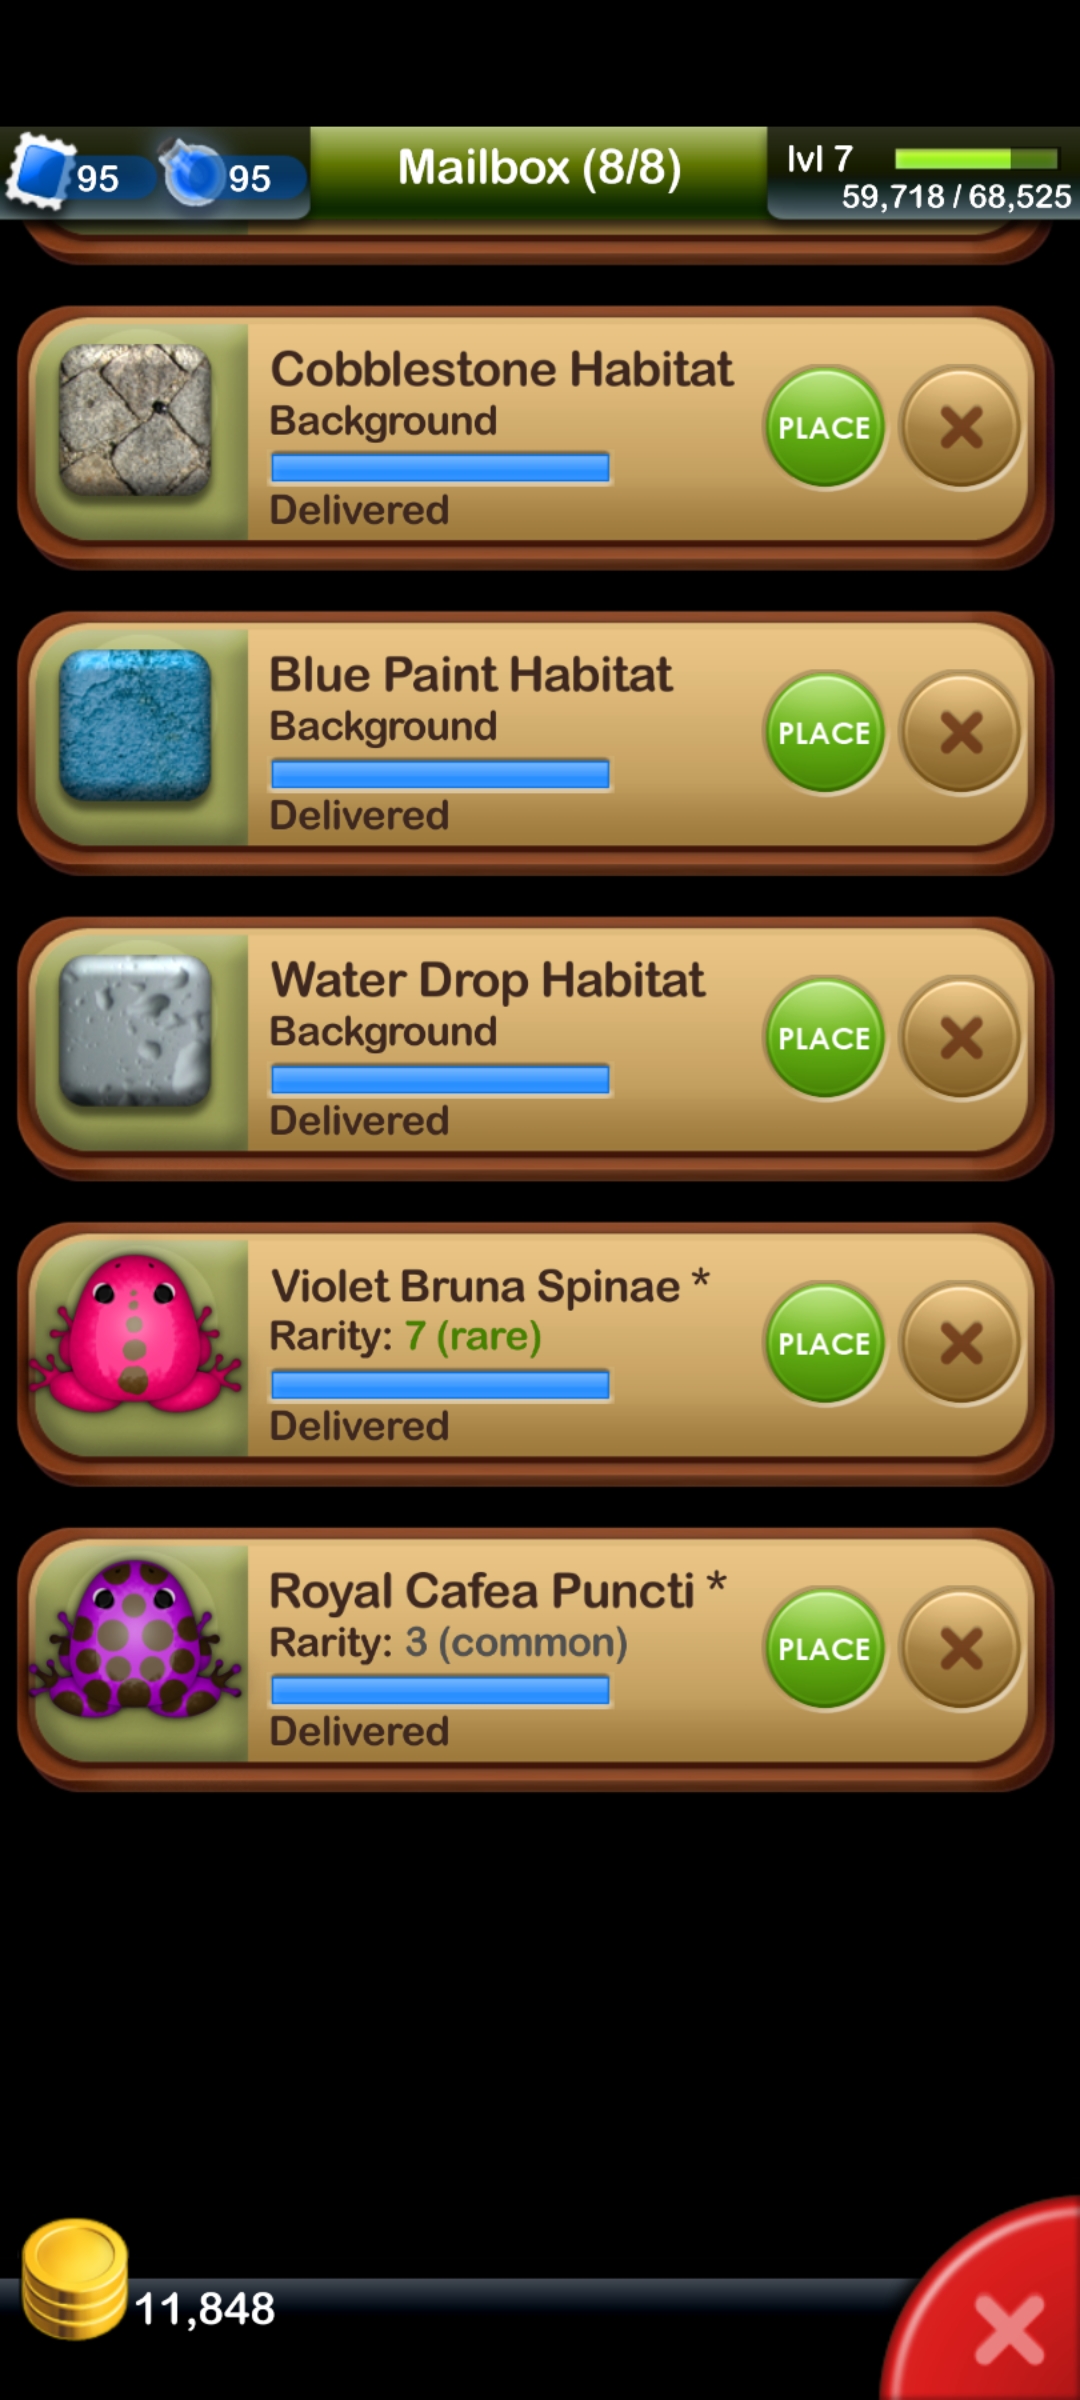 95
95
Mailbox (8/8)
lvl 7
59,718 / 68,525
Cobblestone Habitat
Background
Delivered
PLACE
Blue Paint Habitat
Background
Delivered
PLACE
Water Drop Habitat
Background
Delivered
PLACE
Violet Bruna Spinae *
Rarity: 7 (rare)
Delivered
PLACE
Royal Cafea Puncti *
Rarity: 3 (common)
Delivered
PLACE
11,848